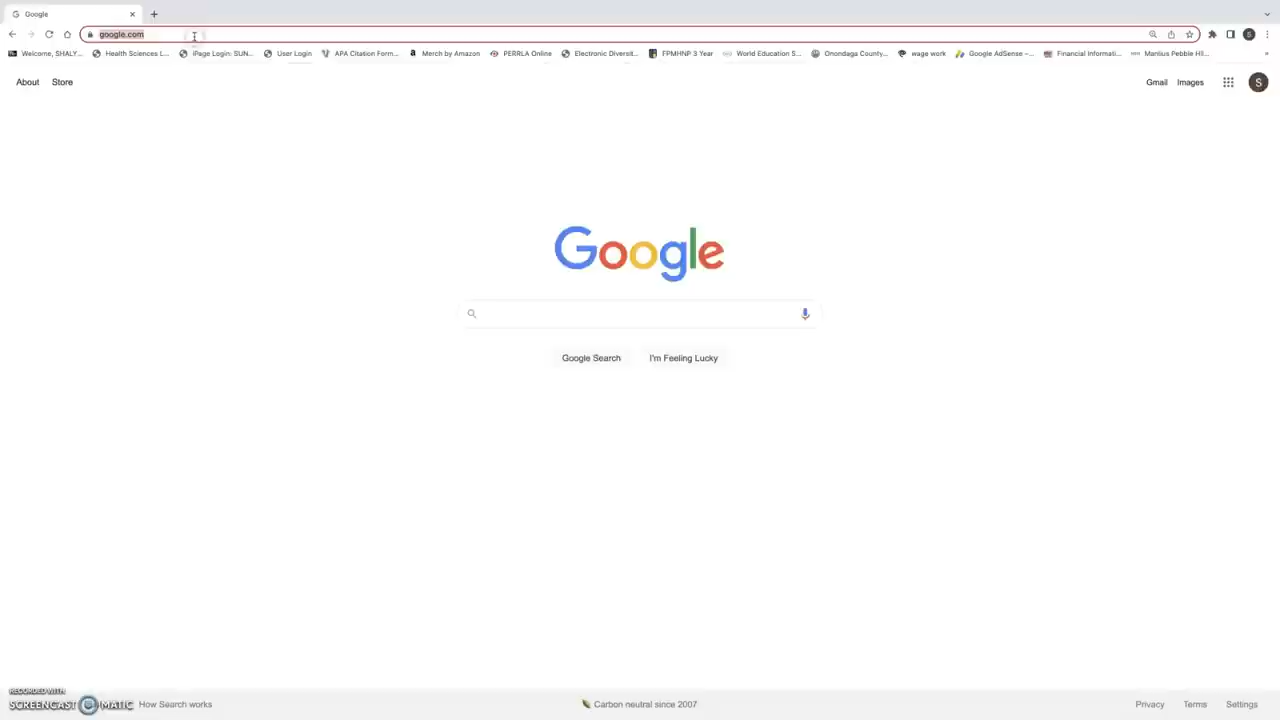 Google
google.com
Welcome, SHALY... Health Sciences L... iPage Login: SUN... User Login APA Citation Form... Merch by Amazon PERRLA Online Electronic Diversit... FPMHNP 3 Year World Education S... Onondaga County... wage work Google AdSense –... Financial Informati... Manlius Pebble Hil... »
About Store Gmail Images S
Google
Google Search I'm Feeling Lucky
RECORDED WITH
SCREENCAST-O-MATIC How Search works Carbon neutral since 2007 Privacy Terms Settings